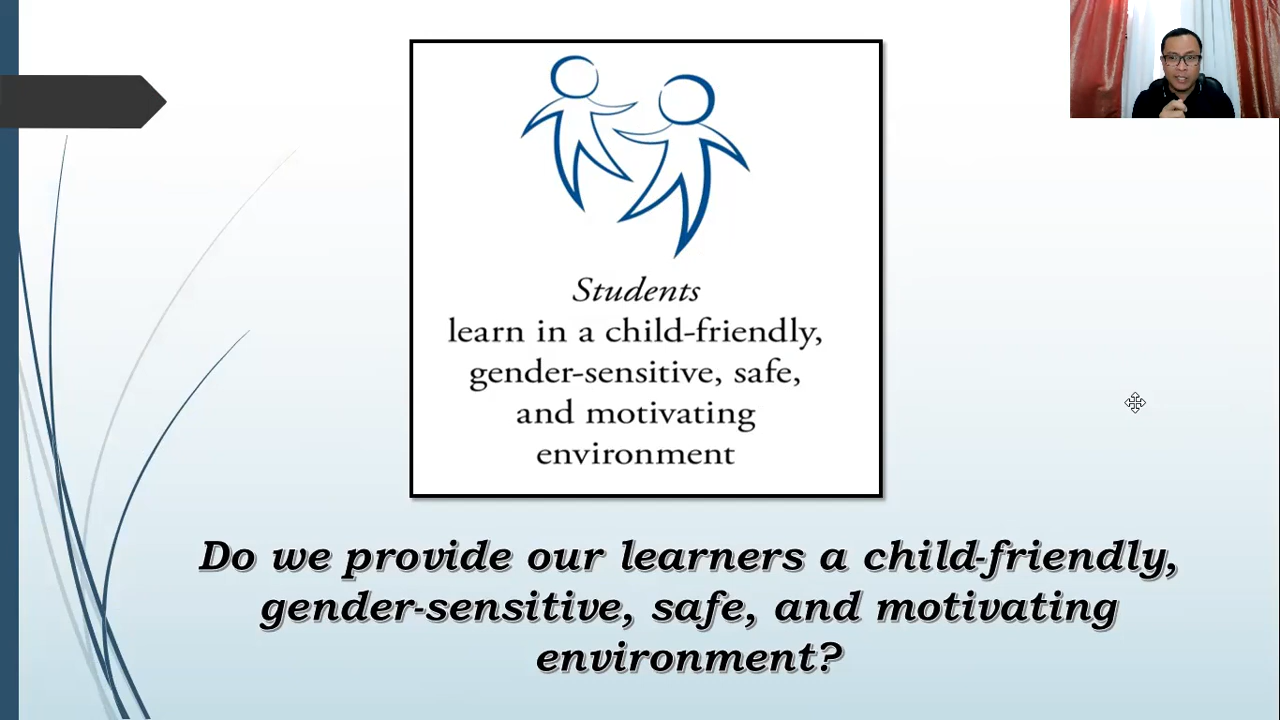 Students
learn in a child-friendly,
gender-sensitive, safe,
and motivating
environment
Do we provide our learners a child-friendly,
gender-sensitive, safe, and motivating
environment?